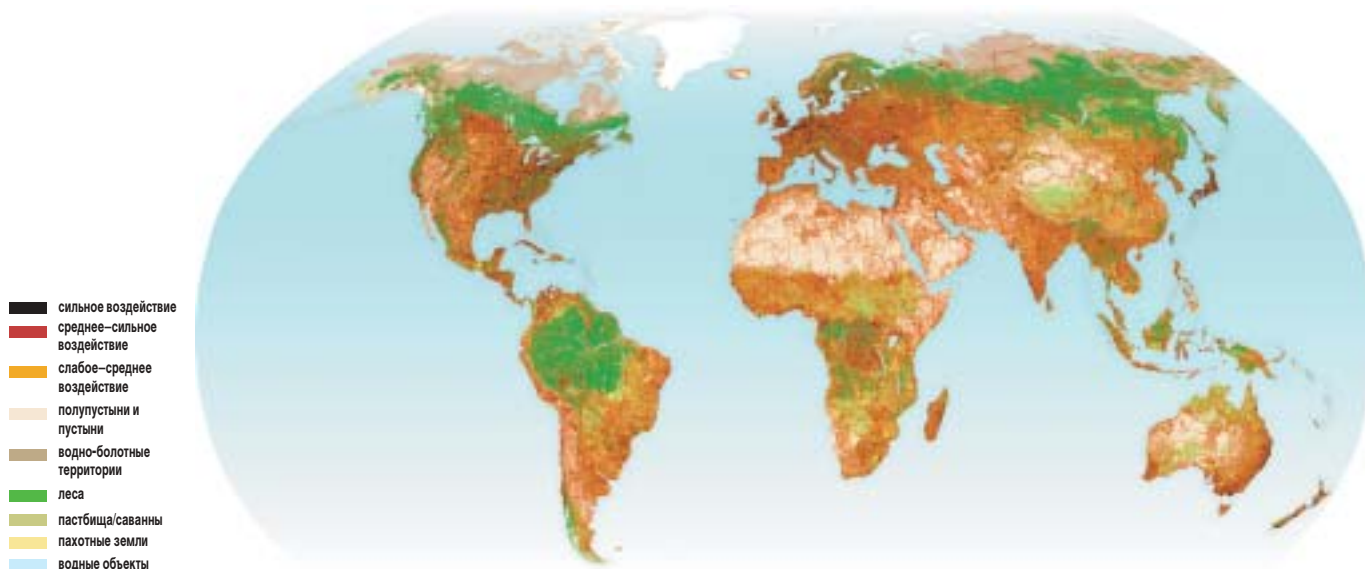 сильное воздействие
среднее–сильное
воздействие
слабое–среднее
воздействие
полупустыни и
пустыни
водно-болотные
территории
леса
пастбища/саванны
пахотные земли
водные объекты